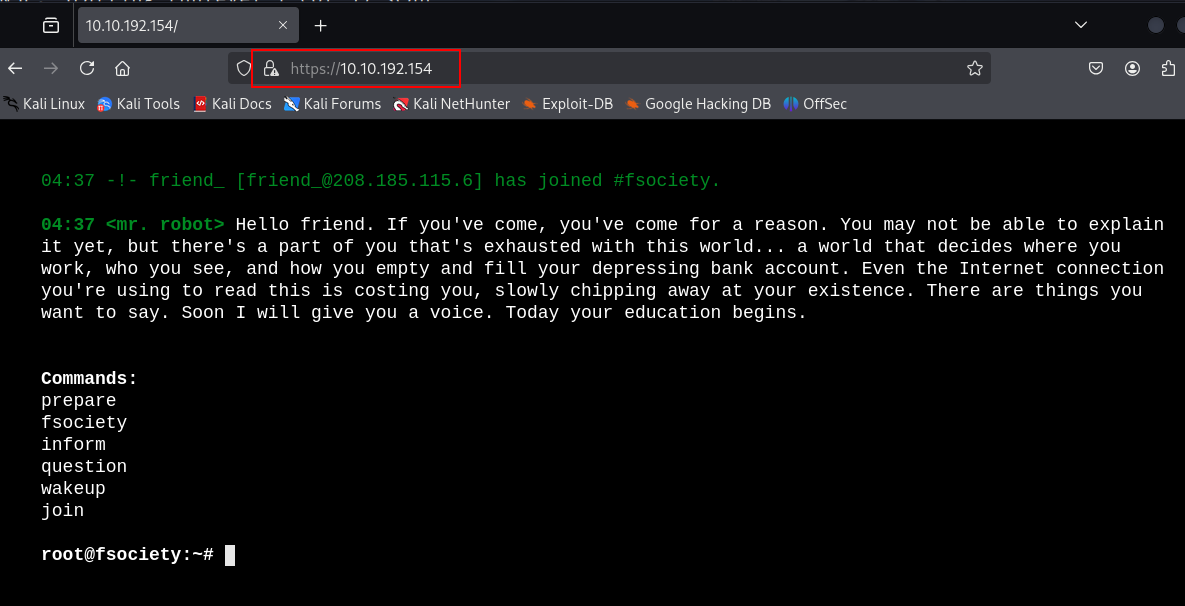 10.10.192.154/
https://10.10.192.154
Kali Linux Kali Tools Kali Docs Kali Forums Kali NetHunter Exploit-DB Google Hacking DB OffSec
04:37 -!- friend_ [friend_@208.185.115.6] has joined #fsociety.
04:37 <mr. robot> Hello friend. If you've come, you've come for a reason. You may not be able to explain
it yet, but there's a part of you that's exhausted with this world... a world that decides where you
work, who you see, and how you empty and fill your depressing bank account. Even the Internet connection
you're using to read this is costing you, slowly chipping away at your existence. There are things you
want to say. Soon I will give you a voice. Today your education begins.
Commands:
prepare
fsociety
inform
question
wakeup
join
root@fsociety:~#